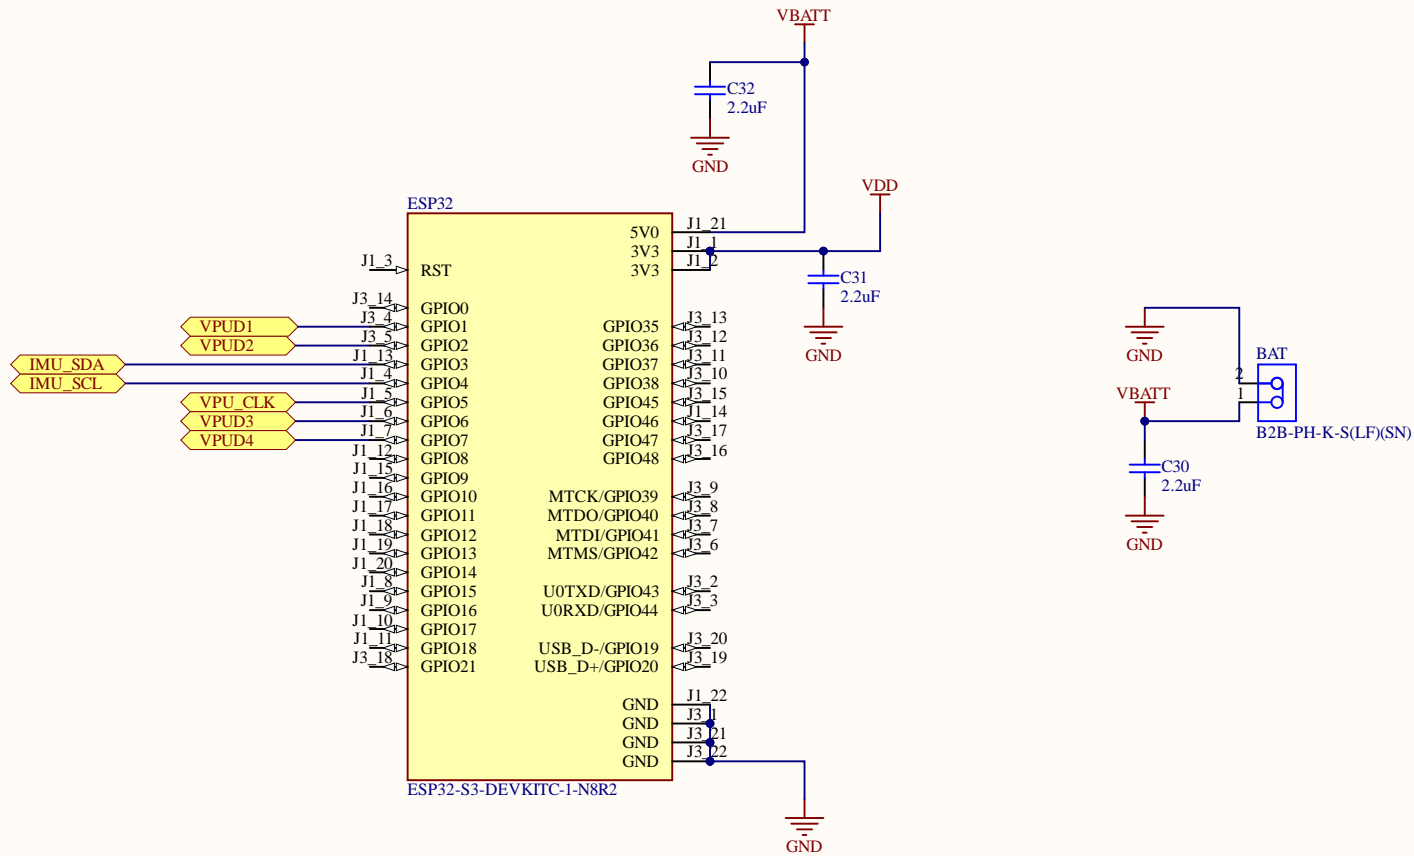 VBATT
C32
2.2uF
GND
VDD
ESP32
5V0 J1_21
3V3 J1_1
3V3 J1_2
C31
2.2uF
GND
J1_3 RST
J3_14 GPIO0
VPUD1 J3_4 GPIO1
VPUD2 J3_5 GPIO2
IMU_SDA J1_13 GPIO3
IMU_SCL J1_4 GPIO4
VPU_CLK J1_5 GPIO5
VPUD3 J1_6 GPIO6
VPUD4 J1_7 GPIO7
J1_12 GPIO8
J1_15 GPIO9
J1_16 GPIO10
J1_17 GPIO11
J1_18 GPIO12
J1_19 GPIO13
J1_20 GPIO14
J1_8 GPIO15
J1_9 GPIO16
J1_10 GPIO17
J1_11 GPIO18
J3_18 GPIO21
GPIO35 J3_13
GPIO36 J3_12
GPIO37 J3_11
GPIO38 J3_10
GPIO45 J3_15
GPIO46 J1_14
GPIO47 J3_17
GPIO48 J3_16
MTCK/GPIO39 J3_9
MTDO/GPIO40 J3_8
MTDI/GPIO41 J3_7
MTMS/GPIO42 J3_6
U0TXD/GPIO43 J3_2
U0RXD/GPIO44 J3_3
USB_D-/GPIO19 J3_20
USB_D+/GPIO20 J3_19
GND J1_22
GND J3_1
GND J3_21
GND J3_22
ESP32-S3-DEVKITC-1-N8R2
GND
GND
BAT
2
VBATT
1
B2B-PH-K-S(LF)(SN)
C30
2.2uF
GND